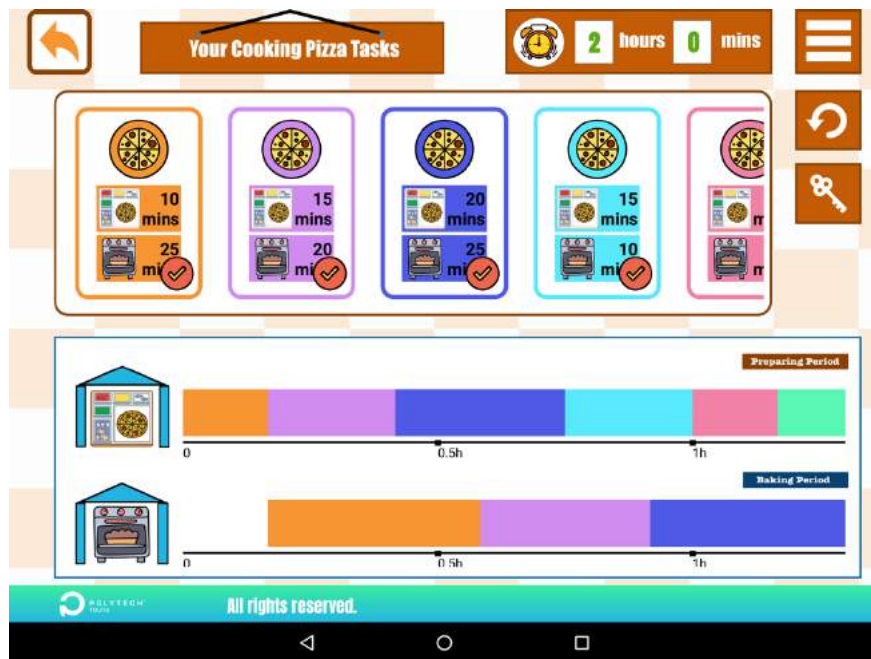 Your Cooking Pizza Tasks
2 hours 0 mins
10 mins
25
15 mins
20
20 mins
25
15 mins
10
Preparing Period
0 0.5h 1h
Baking Period
0 0.5h 1h
POLYTECH
All rights reserved.